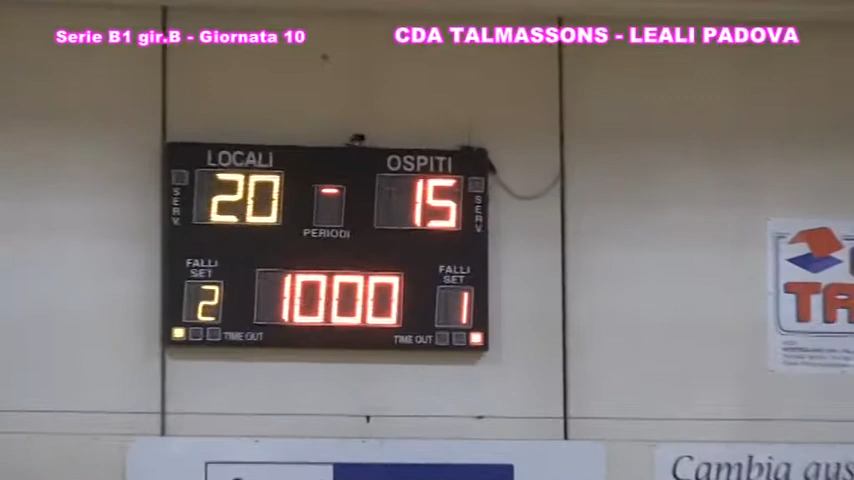 Serie B1 gir.B - Giornata 10
CDA TALMASSONS - LEALI PADOVA
LOCALI
OSPITI
20
15
SERV.
SERV.
PERIODI
FALLI
SET
FALLI
SET
2
1000
1
TIME OUT
TIME OUT
TA
Cambia aus